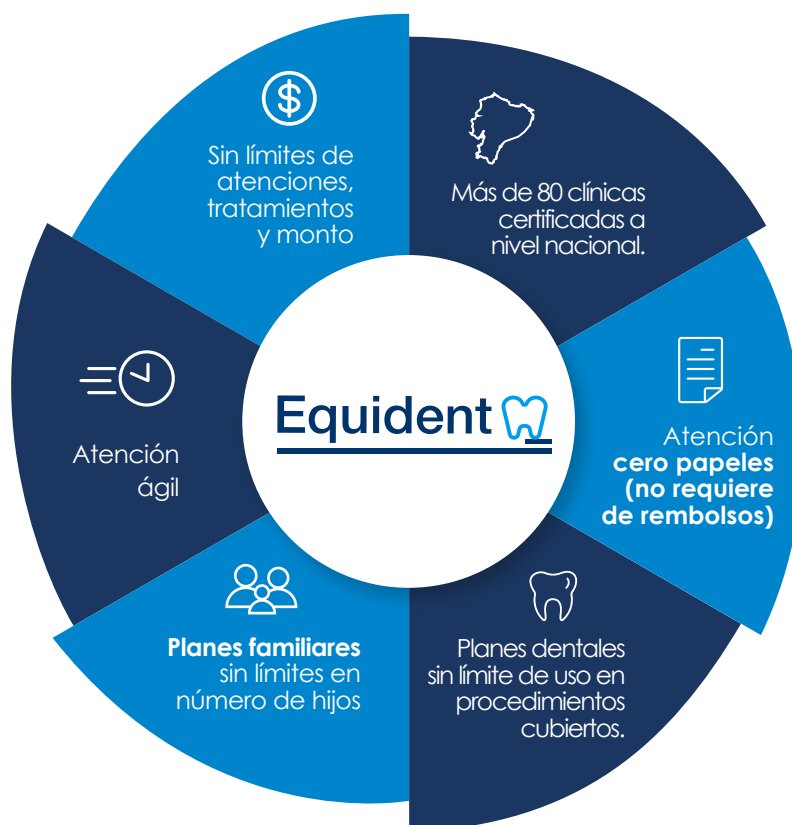 $
Sin límites de
atenciones,
tratamientos
y monto
Más de 80 clínicas
certificadas a
nivel nacional.
Atención
cero papeles
(no requiere
de rembolsos)
Planes dentales
sin límite de uso en
procedimientos
cubiertos.
Planes familiares
sin límites en
número de hijos
Atención
ágil
Equident